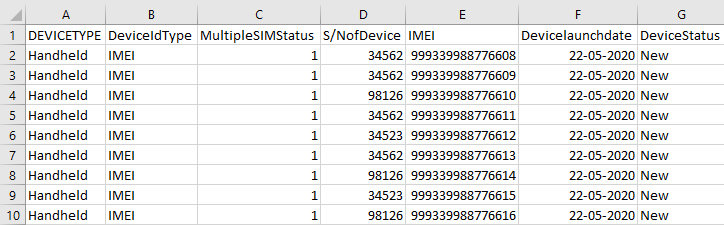 A B C D E F G
1 DEVICETYPE DeviceIdType MultipleSIMStatus S/NofDevice IMEI Devicelaunchdate DeviceStatus
2 Handheld IMEI 1 34562 999339988776608 22-05-2020 New
3 Handheld IMEI 1 34562 999339988776609 22-05-2020 New
4 Handheld IMEI 1 98126 999339988776610 22-05-2020 New
5 Handheld IMEI 1 34562 999339988776611 22-05-2020 New
6 Handheld IMEI 1 34523 999339988776612 22-05-2020 New
7 Handheld IMEI 1 34562 999339988776613 22-05-2020 New
8 Handheld IMEI 1 98126 999339988776614 22-05-2020 New
9 Handheld IMEI 1 34523 999339988776615 22-05-2020 New
10 Handheld IMEI 1 98126 999339988776616 22-05-2020 New